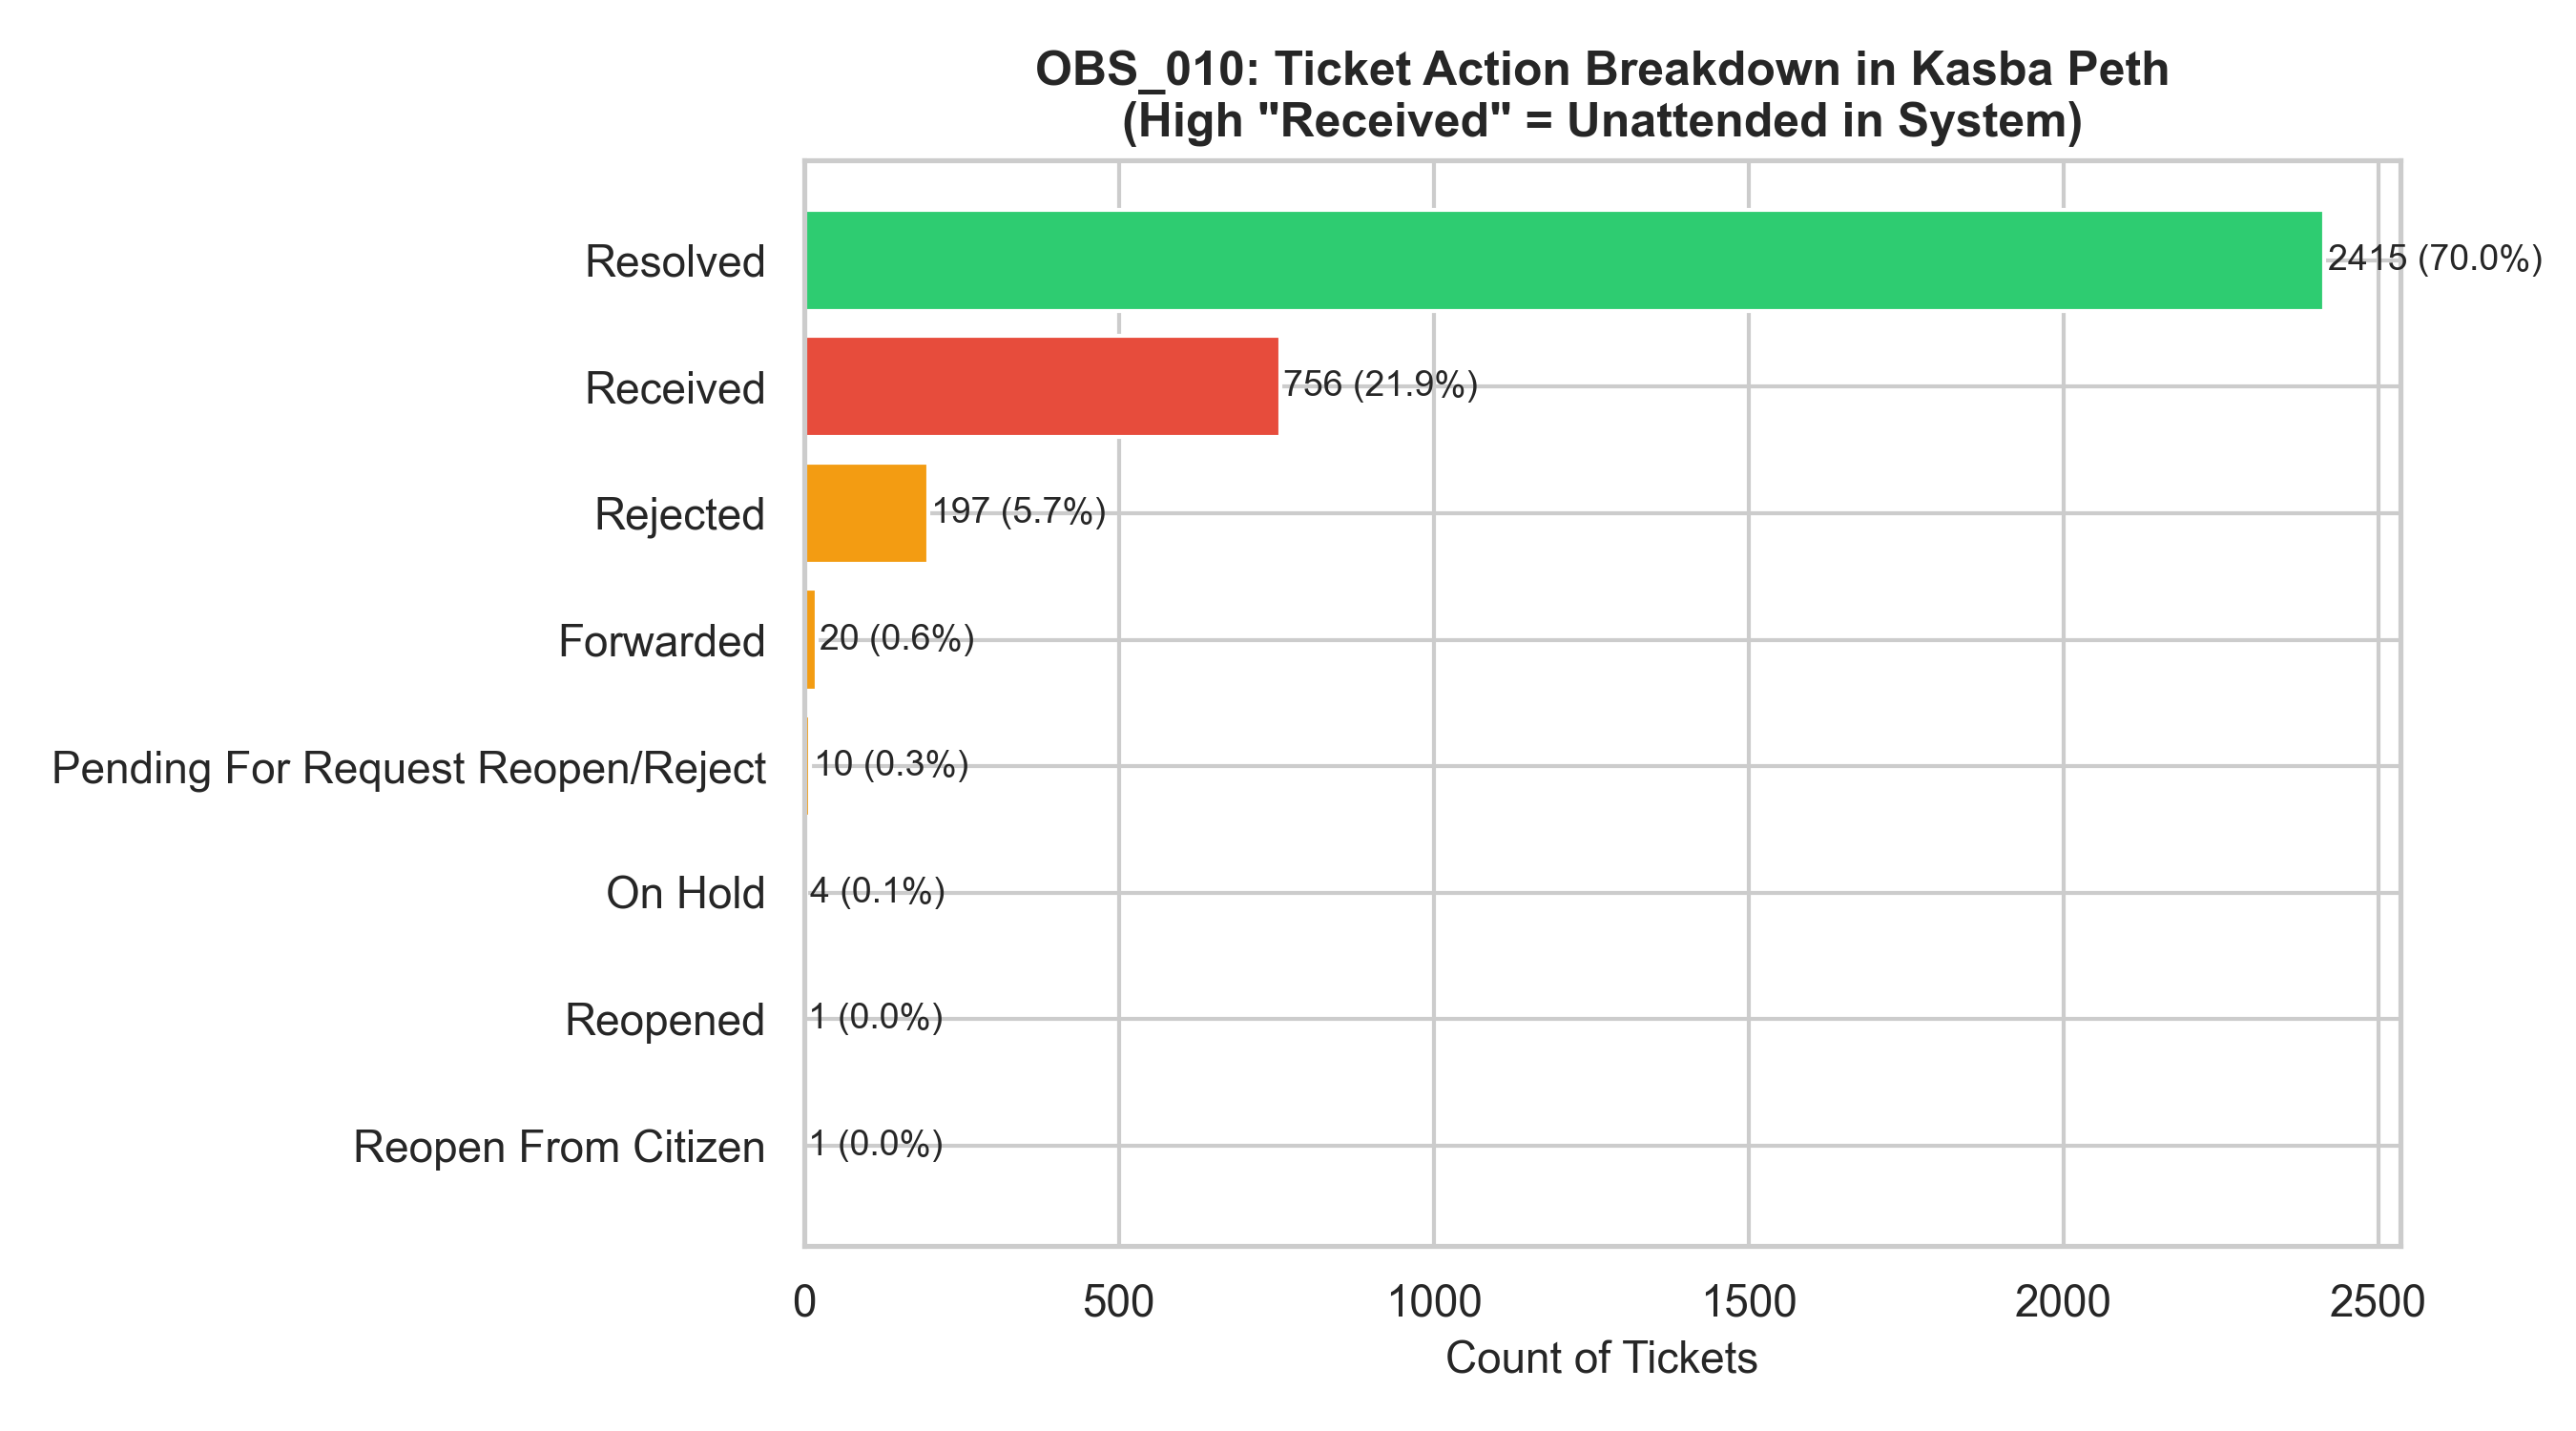 OBS_010: Ticket Action Breakdown in Kasba Peth
(High "Received" = Unattended in System)
Resolved 2415 (70.0%)
Received 756 (21.9%)
Rejected 197 (5.7%)
Forwarded 20 (0.6%)
Pending For Request Reopen/Reject 10 (0.3%)
On Hold 4 (0.1%)
Reopened 1 (0.0%)
Reopen From Citizen 1 (0.0%)
0 500 1000 1500 2000 2500
Count of Tickets